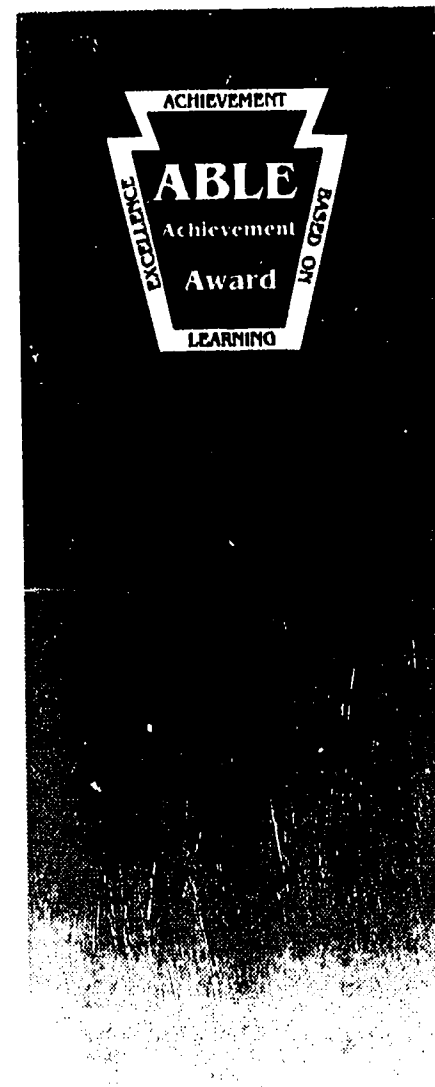 ACHIEVEMENT
BASED ON
LEARNING
EXCELLENCE
ABLE
Achievement
Award